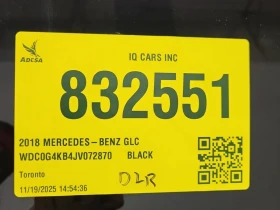 ADESA
IQ CARS INC
832551
2018 MERCEDES-BENZ GLC
WDC0G4KB4JV072870 BLACK
Toronto
11/19/2025 14:54:36
DLR